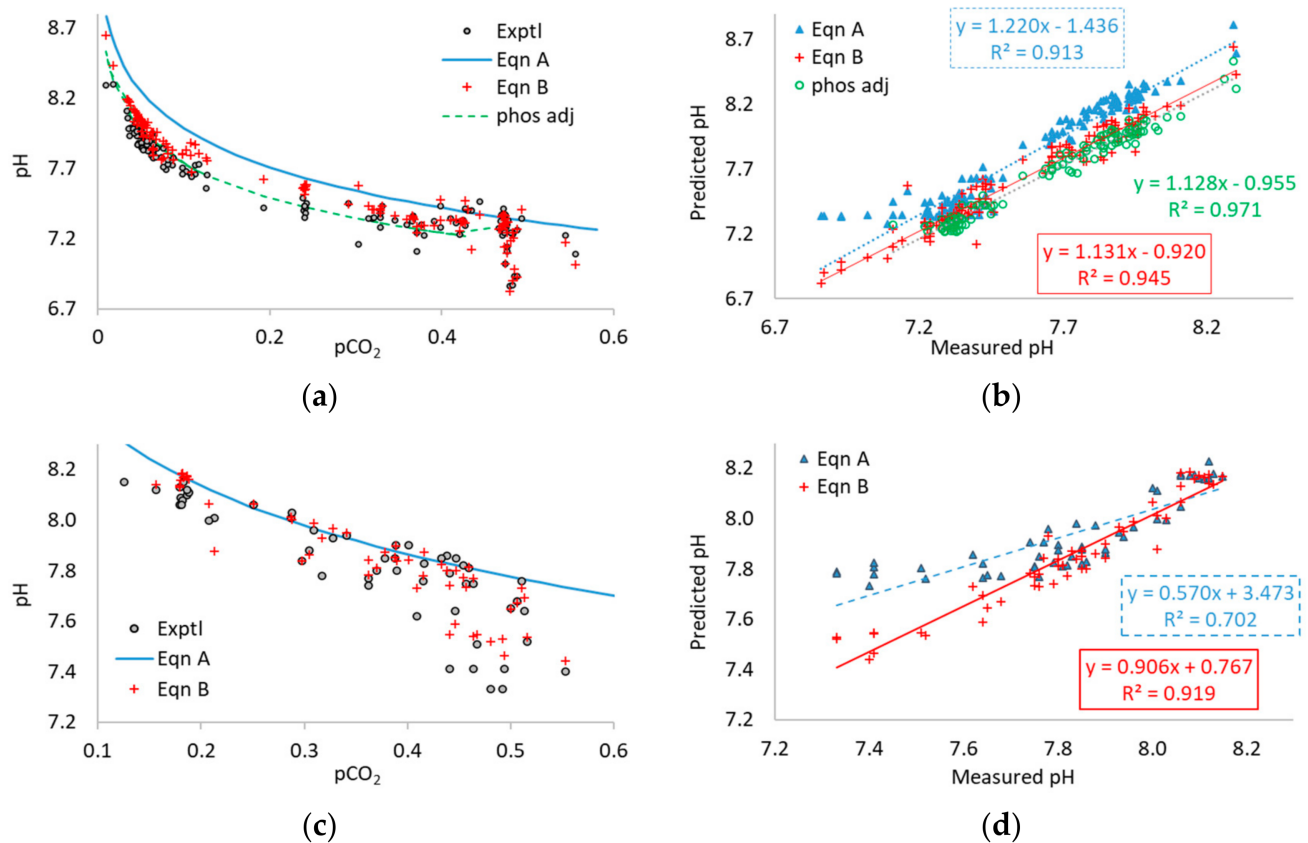 8.7
8.2
7.7
7.2
6.7
pH
0
0.2
0.4
0.6
pCO₂
Exptl
Eqn A
Eqn B
phos adj
(a)
8.7
8.2
7.7
7.2
6.7
Predicted pH
6.7
7.2
7.7
8.2
Measured pH
Eqn A
Eqn B
phos adj
y = 1.220x - 1.436
R² = 0.913
y = 1.128x - 0.955
R² = 0.971
y = 1.131x - 0.920
R² = 0.945
(b)
8.2
8.0
7.8
7.6
7.4
7.2
pH
0.1
0.2
0.3
0.4
0.5
0.6
pCO₂
Exptl
Eqn A
Eqn B
(c)
8.2
8.0
7.8
7.6
7.4
7.2
Predicted pH
7.2
7.4
7.6
7.8
8.0
8.2
Measured pH
Eqn A
Eqn B
y = 0.570x + 3.473
R² = 0.702
y = 0.906x + 0.767
R² = 0.919
(d)